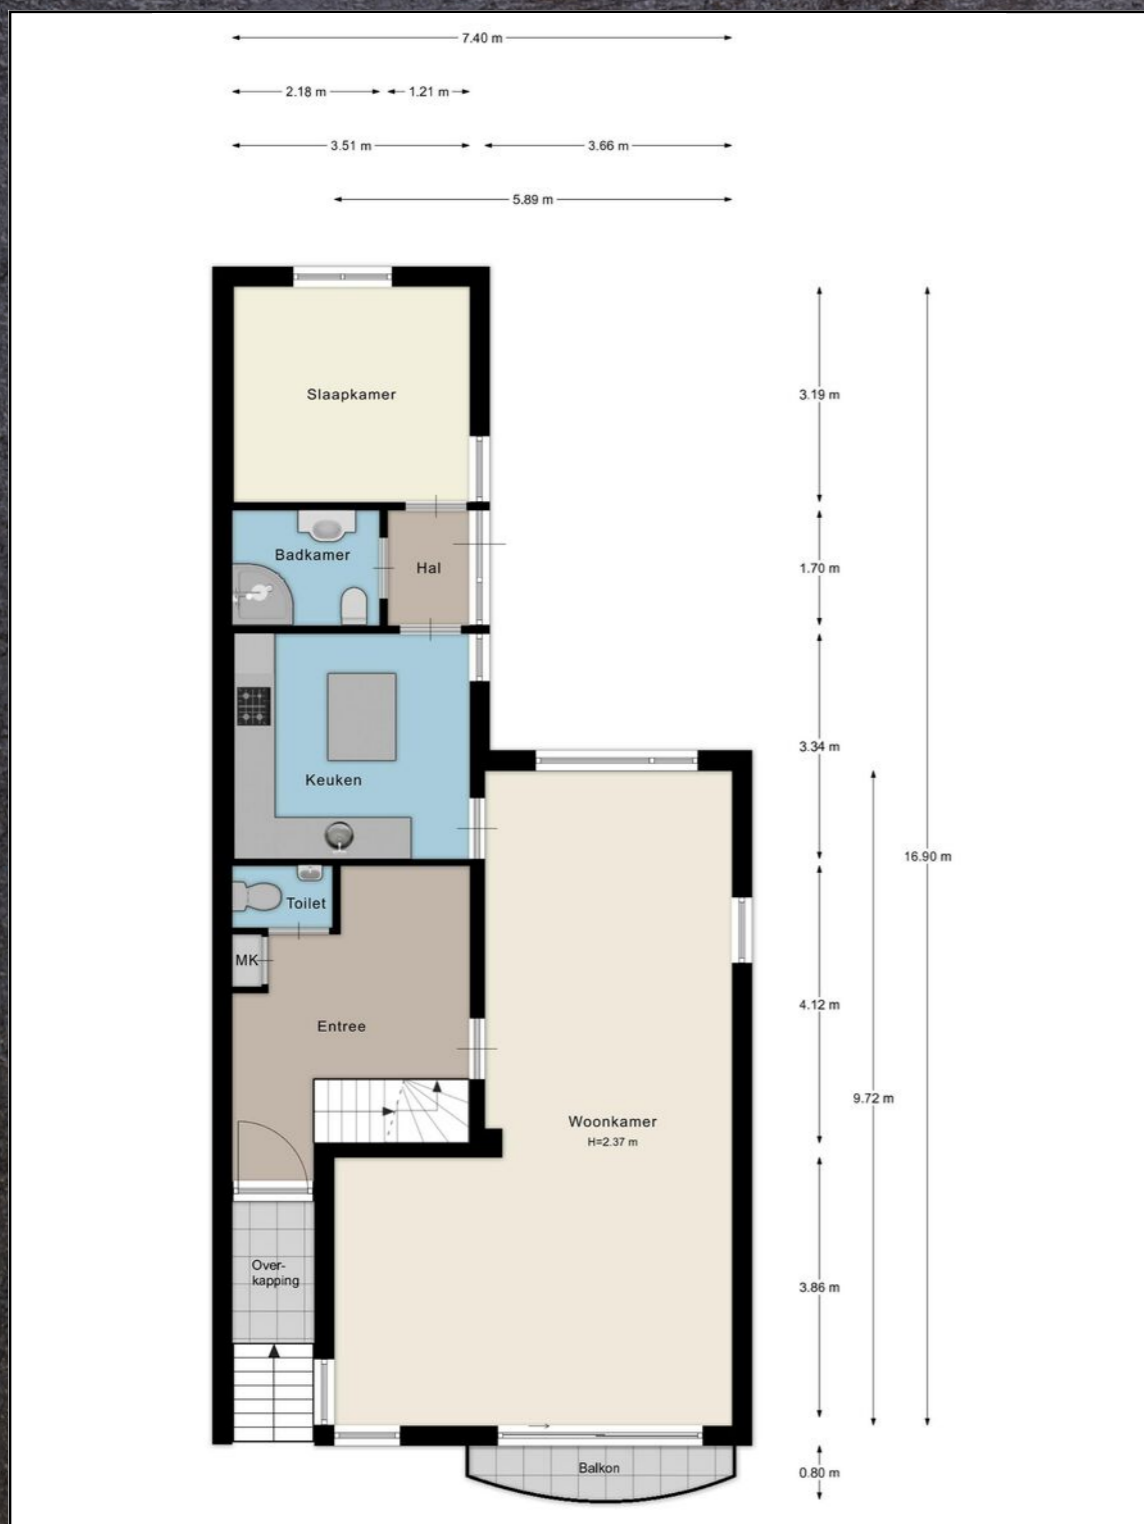 7.40 m
2.18 m
1.21 m
3.51 m
3.66 m
5.89 m
Slaapkamer
3.19 m
Badkamer
Hal
1.70 m
Keuken
3.34 m
16.90 m
Toilet
MK
Entree
4.12 m
9.72 m
Woonkamer
H=2.37 m
Over-
kapping
3.86 m
Balkon
0.80 m